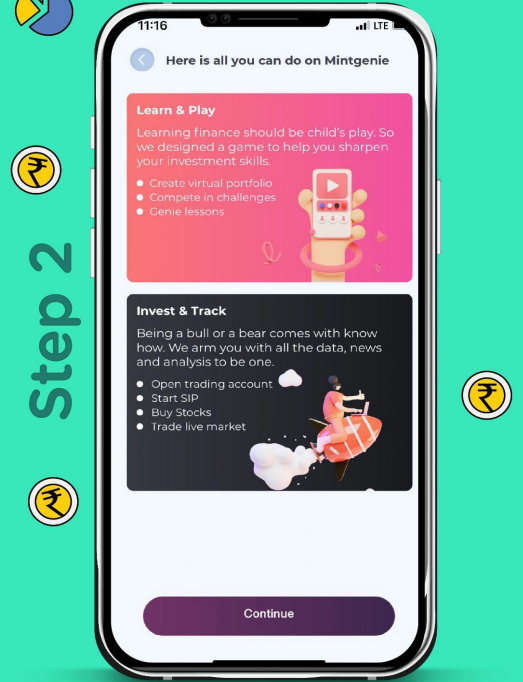 11:16
LTE
Here is all you can do on Mintgenie
Learn & Play
Learning finance should be child's play. So
we designed a game to help you sharpen
your investment skills.
Create virtual portfolio
Compete in challenges
Genie lessons
Invest & Track
Being a bull or a bear comes with know
how. We arm you with all the data, news
and analysis to be one.
Open trading account
Start SIP
Buy Stocks
Trade live market
Continue
Step 2
₹
₹
₹